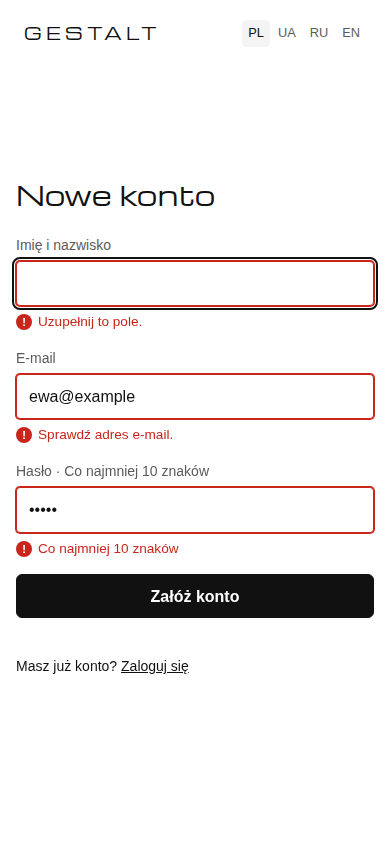 GESTALT
PL UA RU EN
Nowe konto
Imię i nazwisko
! Uzupełnij to pole.
E-mail
ewa@example
! Sprawdź adres e-mail.
Hasło · Co najmniej 10 znaków
•••••
! Co najmniej 10 znaków
Załóż konto
Masz już konto? Zaloguj się